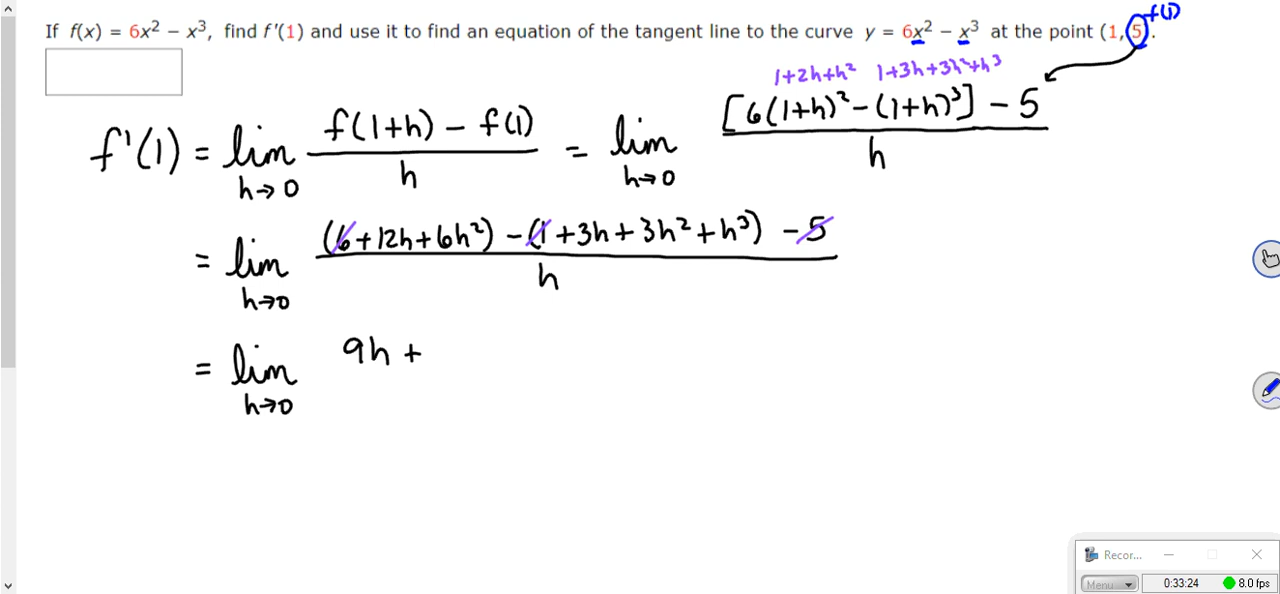 If f(x) = 6x² − x³, find f'(1) and use it to find an equation of the tangent line to the curve y = 6x² − x³ at the point (1, 5).
f(1)
1+2h+h² 1+3h+3h²+h³
f'(1) = lim h→0 (f(1+h) − f(1))/h = lim h→0 ([6(1+h)² − (1+h)³] − 5)/h
= lim h→0 ((6+12h+6h²) − (1+3h+3h²+h³) − 5)/h
= lim h→0 9h +
Recor...
Menu 0:33:24 8.0 fps